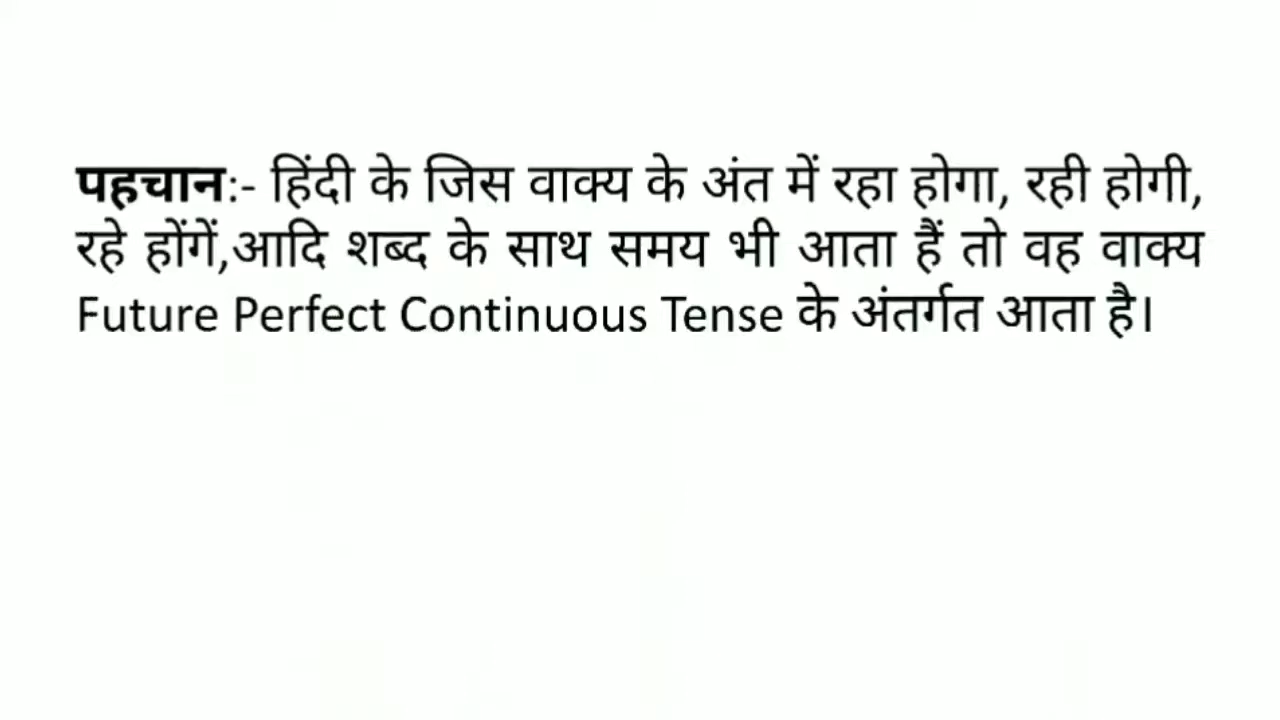 पहचान:- हिंदी के जिस वाक्य के अंत में रहा होगा, रही होगी,
रहे होंगें,आदि शब्द के साथ समय भी आता हैं तो वह वाक्य
Future Perfect Continuous Tense के अंतर्गत आता है।